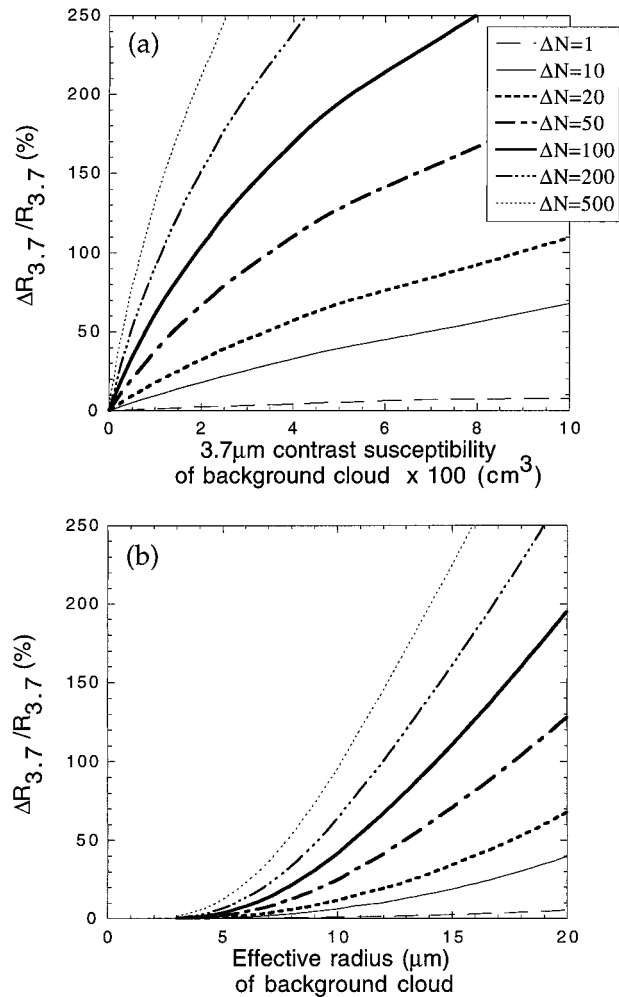 (a)
250
200
150
100
50
0
ΔR3.7 /R3.7 (%)
ΔN=1
ΔN=10
ΔN=20
ΔN=50
ΔN=100
ΔN=200
ΔN=500
0 2 4 6 8 10
3.7μm contrast susceptibility
of background cloud x 100 (cm3)
(b)
250
200
150
100
50
0
ΔR3.7 /R3.7 (%)
0 5 10 15 20
Effective radius (μm)
of background cloud